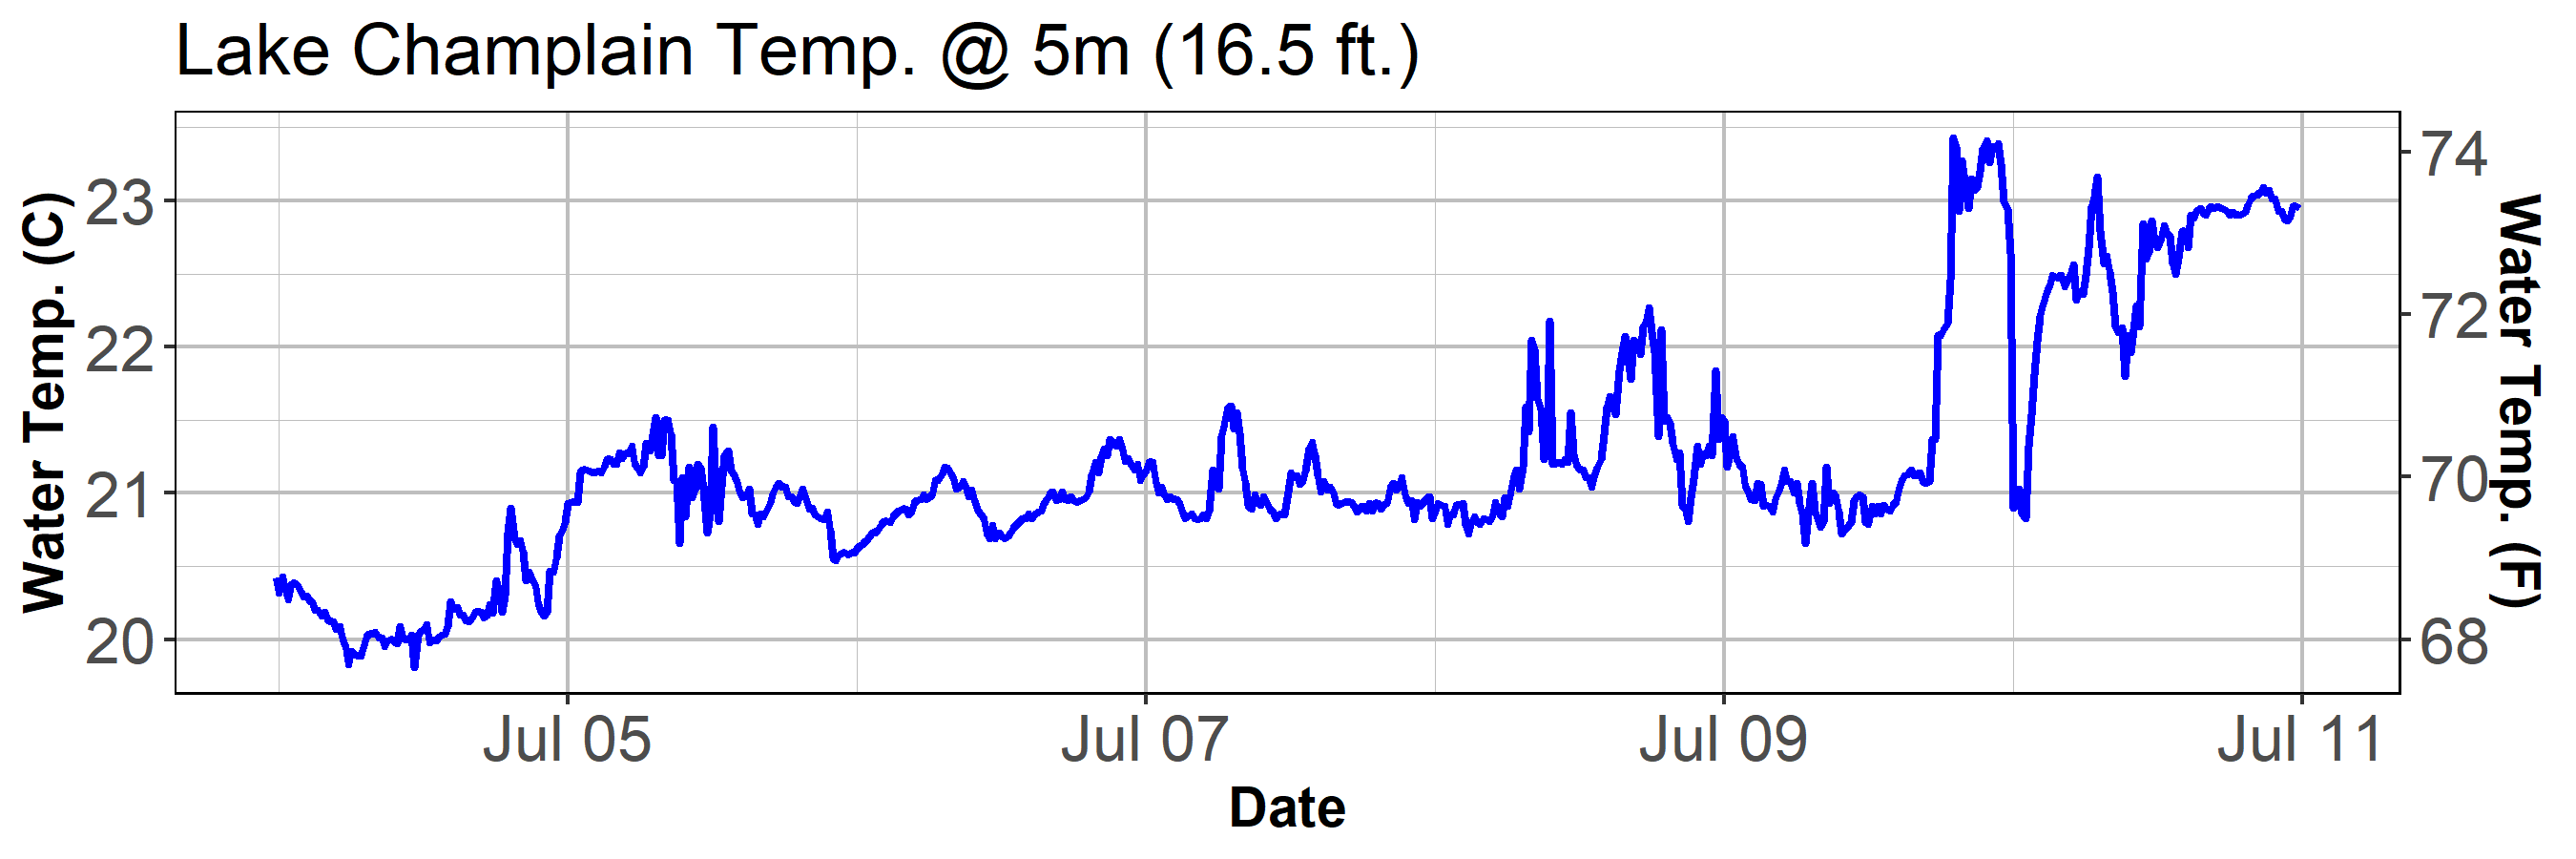 Lake Champlain Temp. @ 5m (16.5 ft.)
Water Temp. (C)
23
22
21
20
74
72
70
68
Water Temp. (F)
Jul 05
Jul 07
Jul 09
Jul 11
Date